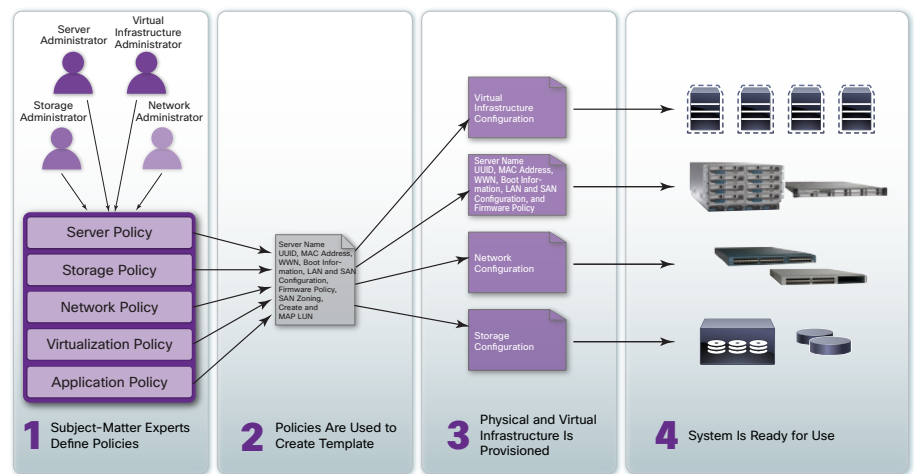 Server
Administrator
Virtual
Infrastructure
Administrator
Storage
Administrator
Network
Administrator
Server Policy
Storage Policy
Network Policy
Virtualization Policy
Application Policy
1 Subject-Matter Experts
Define Policies
Server Name
UUID, MAC Address,
WWN, Boot Infor-
mation, LAN and SAN
Configuration,
Firmware Policy,
SAN Zoning,
Create and
MAP LUN
2 Policies Are Used to
Create Template
Virtual
Infrastructure
Configuration
Server Name
UUID, MAC Address,
WWN, Boot Infor-
mation, LAN and SAN
Configuration, and
Firmware Policy
Network
Configuration
Storage
Configuration
3 Physical and Virtual
Infrastructure Is
Provisioned
4 System Is Ready for Use